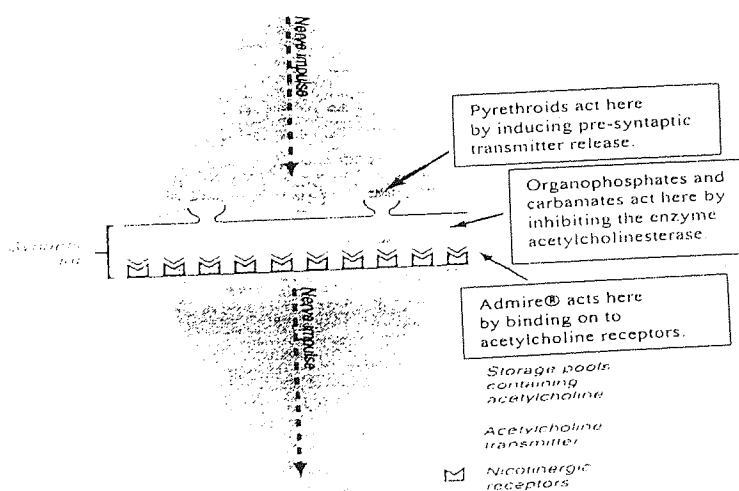 Nerve impulse
Pyrethroids act here
by inducing pre-syntaptic
transmitter release.
Organophosphates and
carbamates act here by
inhibiting the enzyme
acetylcholinesterase.
Admire® acts here
by binding on to
acetylcholine receptors.
Nerve impulse
Storage pools
containing
acetylcholine
Acetylcholine
transmitter
Nicotinergic
receptors